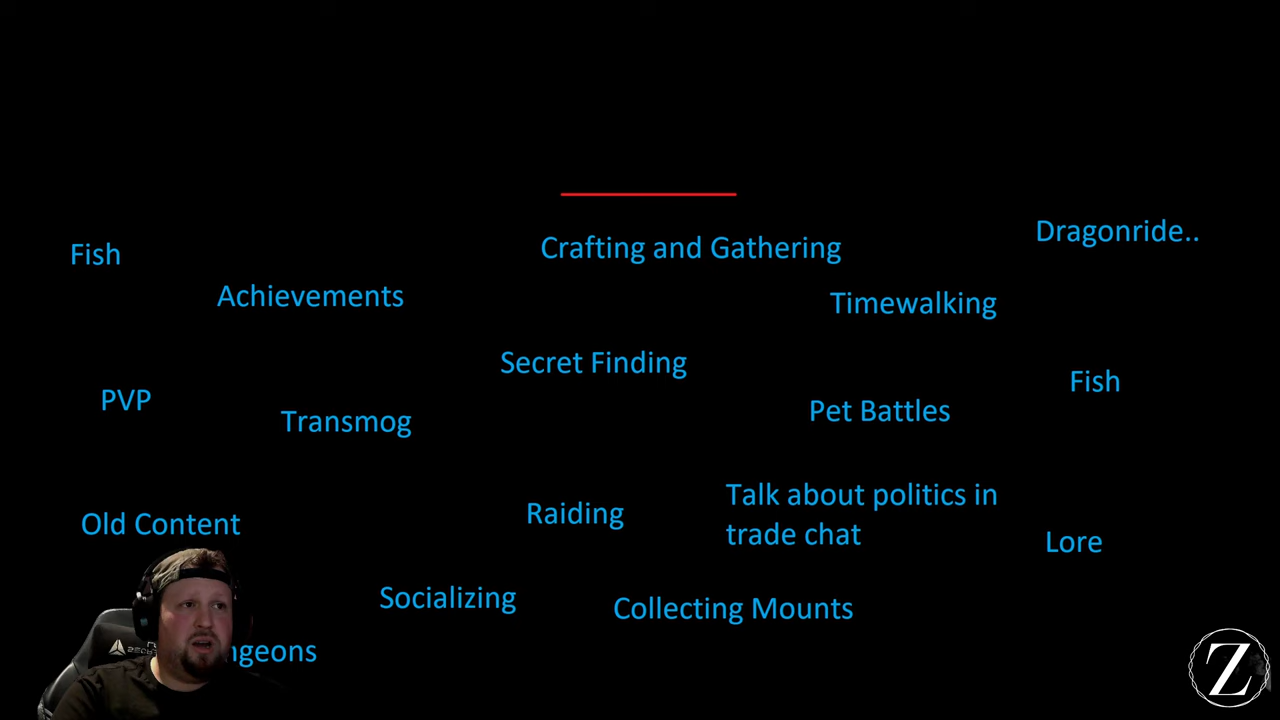 Dragonride..
Crafting and Gathering
Fish
Achievements
Timewalking
Secret Finding
Fish
PVP
Pet Battles
Transmog
Talk about politics in
trade chat
Raiding
Old Content
Lore
Socializing
Collecting Mounts
ngeons
Z